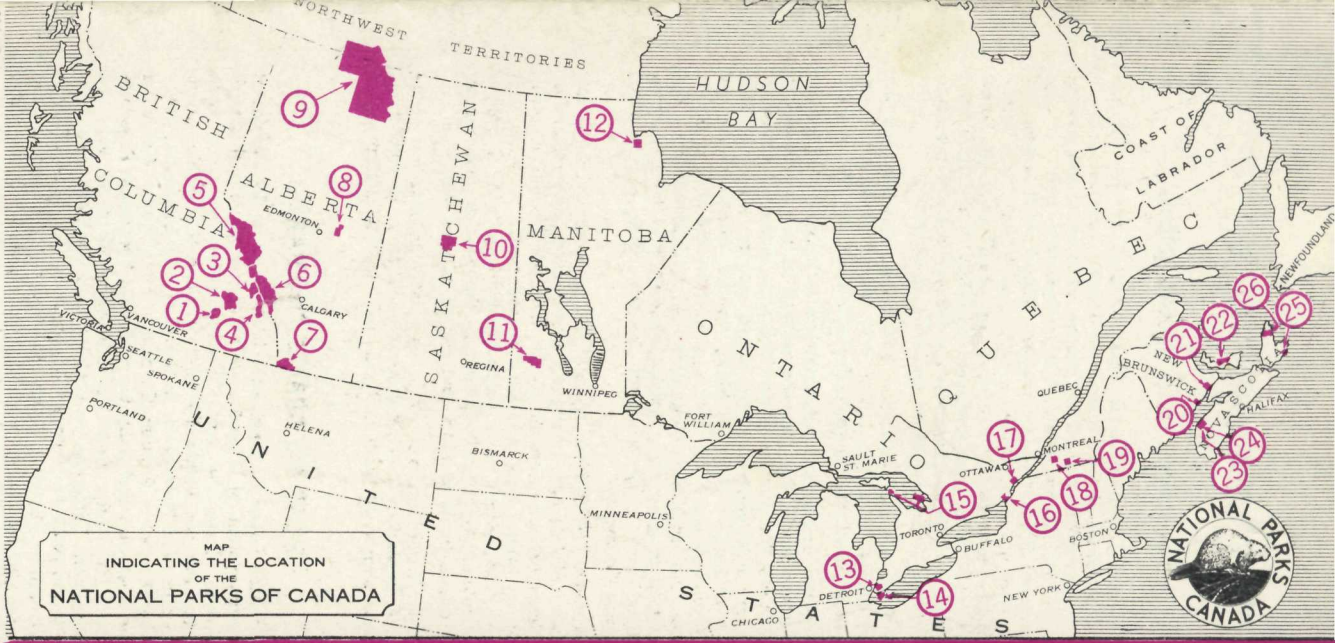 NORTHWEST TERRITORIES
HUDSON
BAY
BRITISH
COLUMBIA
ALBERTA
EDMONTON
CALGARY
SASKATCHEWAN
REGINA
MANITOBA
WINNIPEG
ONTARIO
QUEBEC
COAST OF
LABRADOR
NEWFOUNDLAND
NEW
BRUNSWICK
NOVA SCOTIA
HALIFAX
VICTORIA
VANCOUVER
SEATTLE
SPOKANE
PORTLAND
HELENA
BISMARCK
MINNEAPOLIS
FORT
WILLIAM
SAULT
ST. MARIE
OTTAWA
MONTREAL
QUEBEC
TORONTO
BUFFALO
BOSTON
NEW YORK
DETROIT
CHICAGO
UNITED
STATES
1
2
3
4
5
6
7
8
9
10
11
12
13
14
15
16
17
18
19
20
21
22
23
24
25
26
MAP
INDICATING THE LOCATION
OF THE
NATIONAL PARKS OF CANADA
NATIONAL PARKS
CANADA